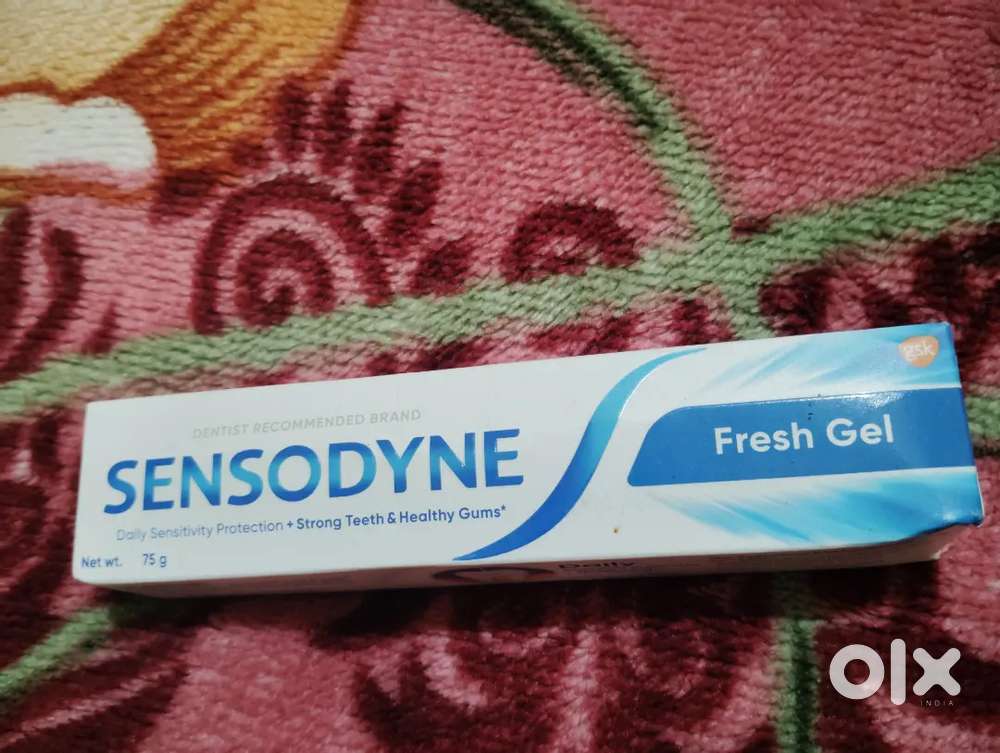 DENTIST RECOMMENDED BRAND
SENSODYNE
Daily Sensitivity Protection + Strong Teeth & Healthy Gums*
Net wt. 75 g
gsk
Fresh Gel
Daily
olx
INDIA